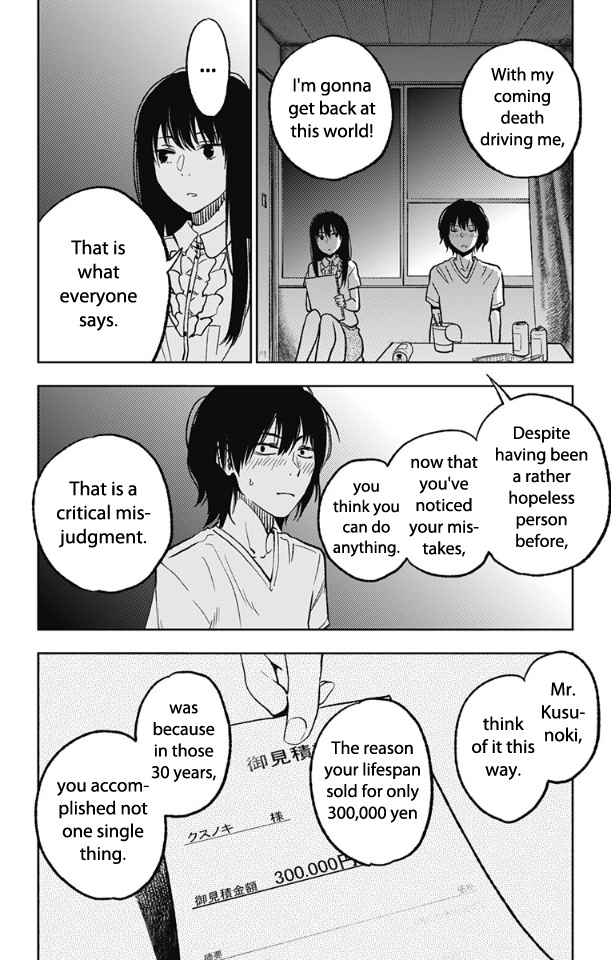 With my
coming
death
driving me,
I'm gonna
get back at
this world!
...
That is
what
everyone
says.
Despite
having been
a rather
hopeless
person
before,
now that
you've
noticed
your mis-
takes,
you
think you
can do
anything.
That is a
critical mis-
judgment.
Mr.
Kusu-
noki,
think
of it this
way.
The reason
your lifespan
sold for only
300,000 yen
was
because
in those
30 years,
you accom-
plished not
one single
thing.
御見積
クスノキ 様
御見積金額 300.000円
摘要